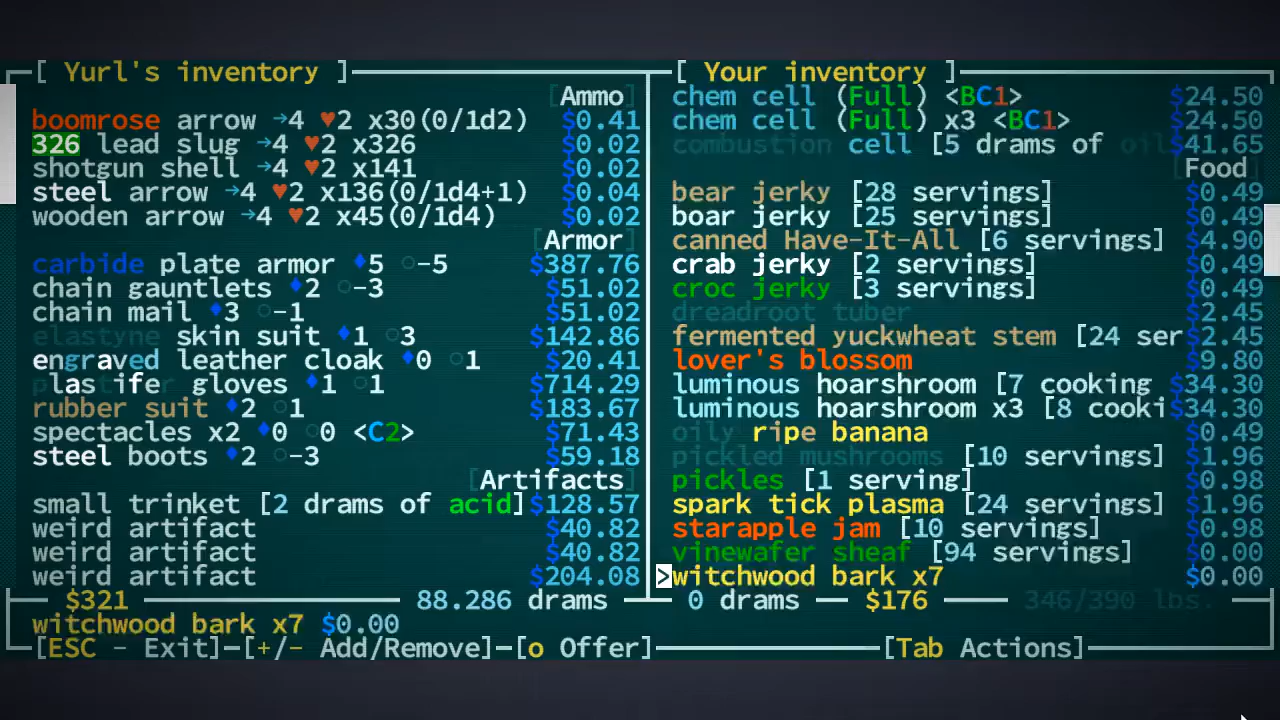 [ Yurl's inventory ]
[Ammo]
boomrose arrow →4 ♥2 x30(0/1d2) $0.41
326 lead slug →4 ♥2 x326 $0.02
shotgun shell →4 ♥2 x141 $0.02
steel arrow →4 ♥2 x136(0/1d4+1) $0.04
wooden arrow →4 ♥2 x45(0/1d4) $0.02
[Armor]
carbide plate armor ♦5 ○-5 $387.76
chain gauntlets ♦2 ○-3 $51.02
chain mail ♦3 ○-1 $51.02
elastyne skin suit ♦1 ○3 $142.86
engraved leather cloak ♦0 ○1 $20.41
plastifer gloves ♦1 ○1 $714.29
rubber suit ♦2 ○1 $183.67
spectacles x2 ♦0 ○0 <C2> $71.43
steel boots ♦2 ○-3 $59.18
[Artifacts]
small trinket [2 drams of acid] $128.57
weird artifact $40.82
weird artifact $40.82
weird artifact $204.08
[ Your inventory ]
chem cell (Full) <BC1> $24.50
chem cell (Full) x3 <BC1> $24.50
combustion cell [5 drams of oil $41.65
[Food]
bear jerky [28 servings] $0.49
boar jerky [25 servings] $0.49
canned Have-It-All [6 servings] $4.90
crab jerky [2 servings] $0.49
croc jerky [3 servings] $0.49
dreadroot tuber $2.45
fermented yuckwheat stem [24 ser $2.45
lover's blossom $9.80
luminous hoarshroom [7 cooking $34.30
luminous hoarshroom x3 [8 cooki $34.30
oily ripe banana $0.49
pickled mushrooms [10 servings] $1.96
pickles [1 serving] $0.98
spark tick plasma [24 servings] $1.96
starapple jam [10 servings] $0.98
vinewafer sheaf [94 servings] $0.00
>witchwood bark x7 $0.00
$321 88.286 drams 0 drams $176 346/390 lbs.
witchwood bark x7 $0.00
[ESC - Exit]-[+/- Add/Remove]-[o Offer] [Tab Actions]